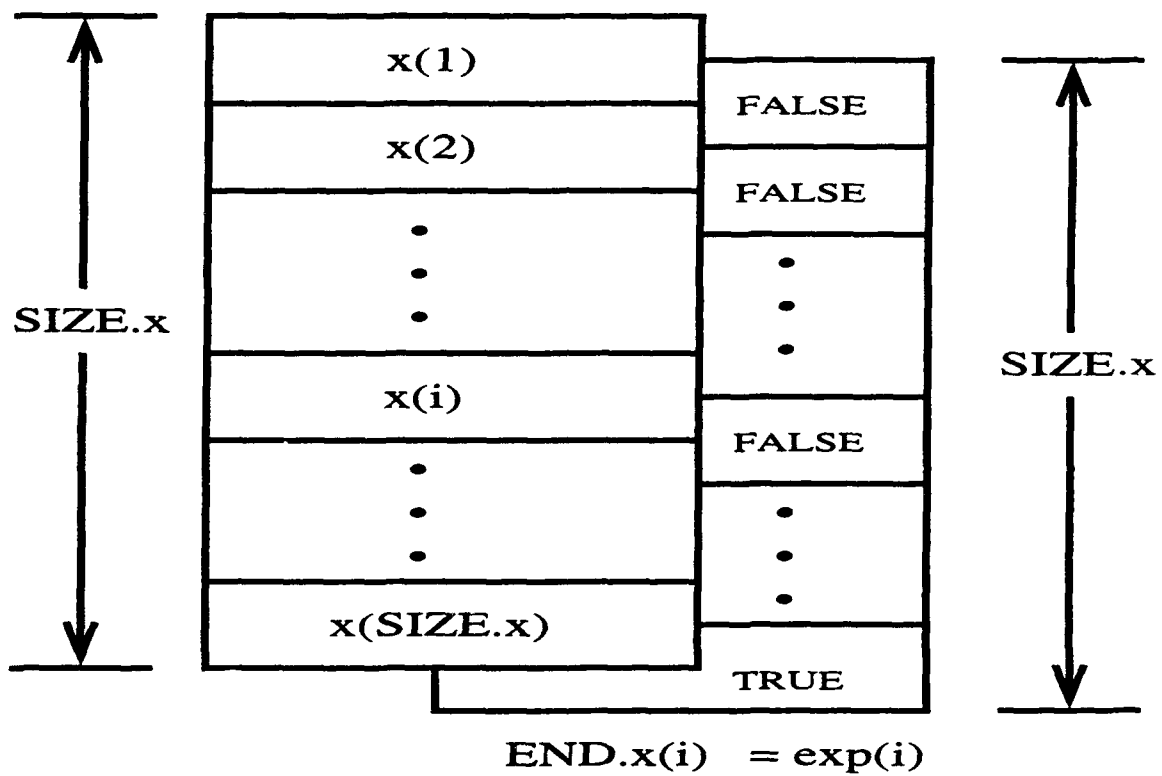 x(1)
FALSE
x(2)
FALSE
SIZE.x
SIZE.x
x(i)
FALSE
x(SIZE.x)
TRUE
END.x(i) = exp(i)